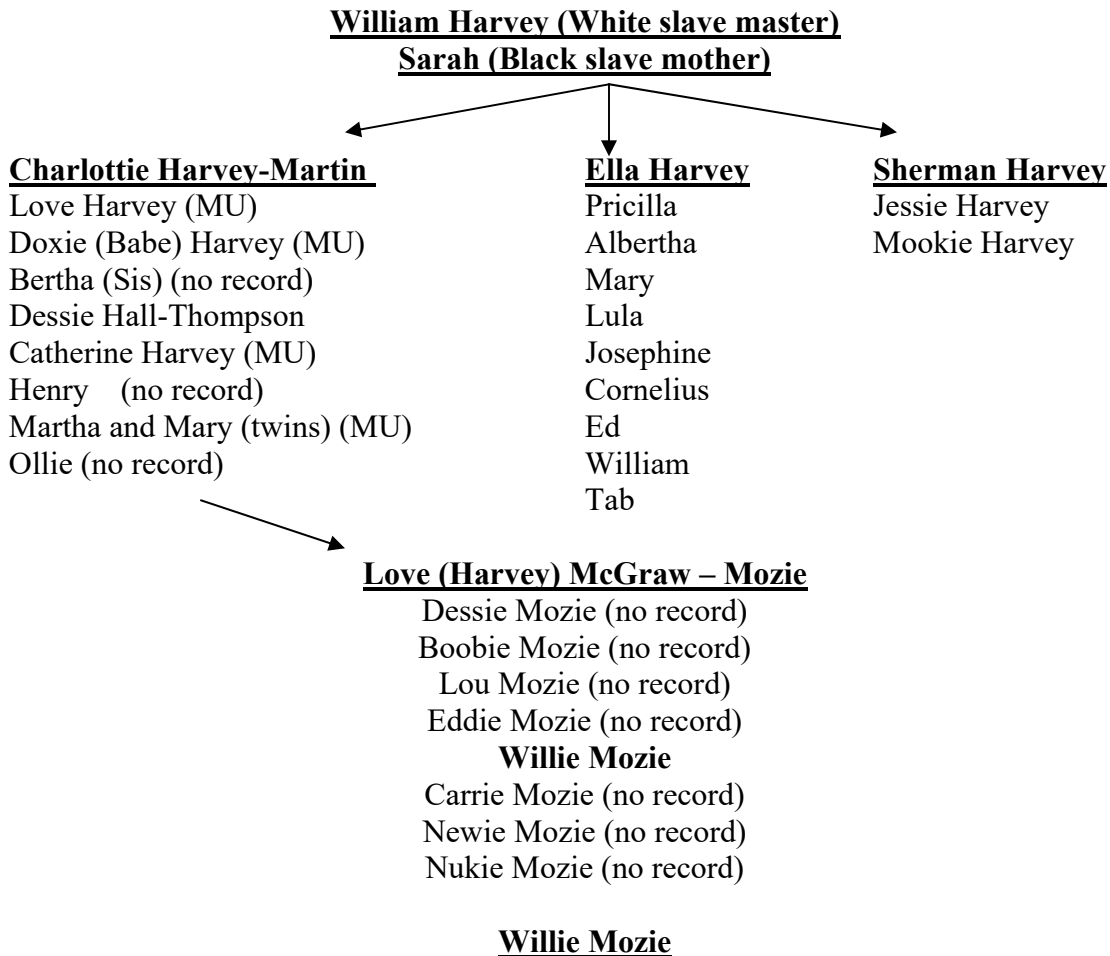 William Harvey (White slave master)
Sarah (Black slave mother)
Charlottie Harvey-Martin
Love Harvey (MU)
Doxie (Babe) Harvey (MU)
Bertha (Sis) (no record)
Dessie Hall-Thompson
Catherine Harvey (MU)
Henry (no record)
Martha and Mary (twins) (MU)
Ollie (no record)
Ella Harvey
Pricilla
Albertha
Mary
Lula
Josephine
Cornelius
Ed
William
Tab
Sherman Harvey
Jessie Harvey
Mookie Harvey
Love (Harvey) McGraw – Mozie
Dessie Mozie (no record)
Boobie Mozie (no record)
Lou Mozie (no record)
Eddie Mozie (no record)
Willie Mozie
Carrie Mozie (no record)
Newie Mozie (no record)
Nukie Mozie (no record)
Willie Mozie